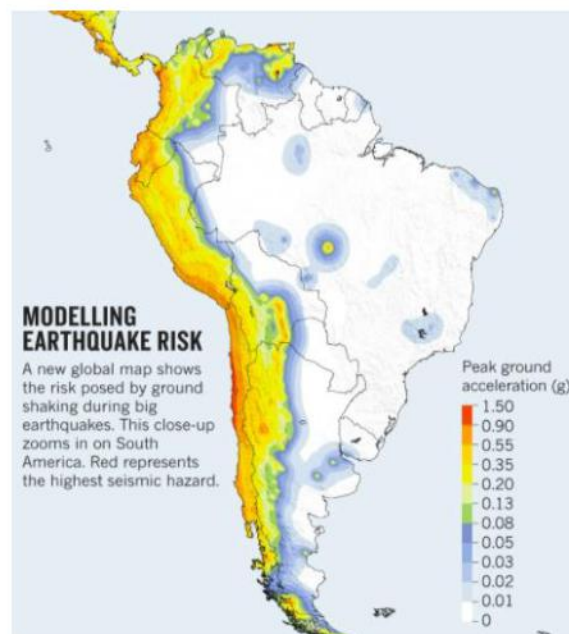 MODELLING
EARTHQUAKE RISK
A new global map shows
the risk posed by ground
shaking during big
earthquakes. This close-up
zooms in on South
America. Red represents
the highest seismic hazard.
Peak ground
acceleration (g)
1.50
0.90
0.55
0.35
0.20
0.13
0.08
0.05
0.03
0.02
0.01
0